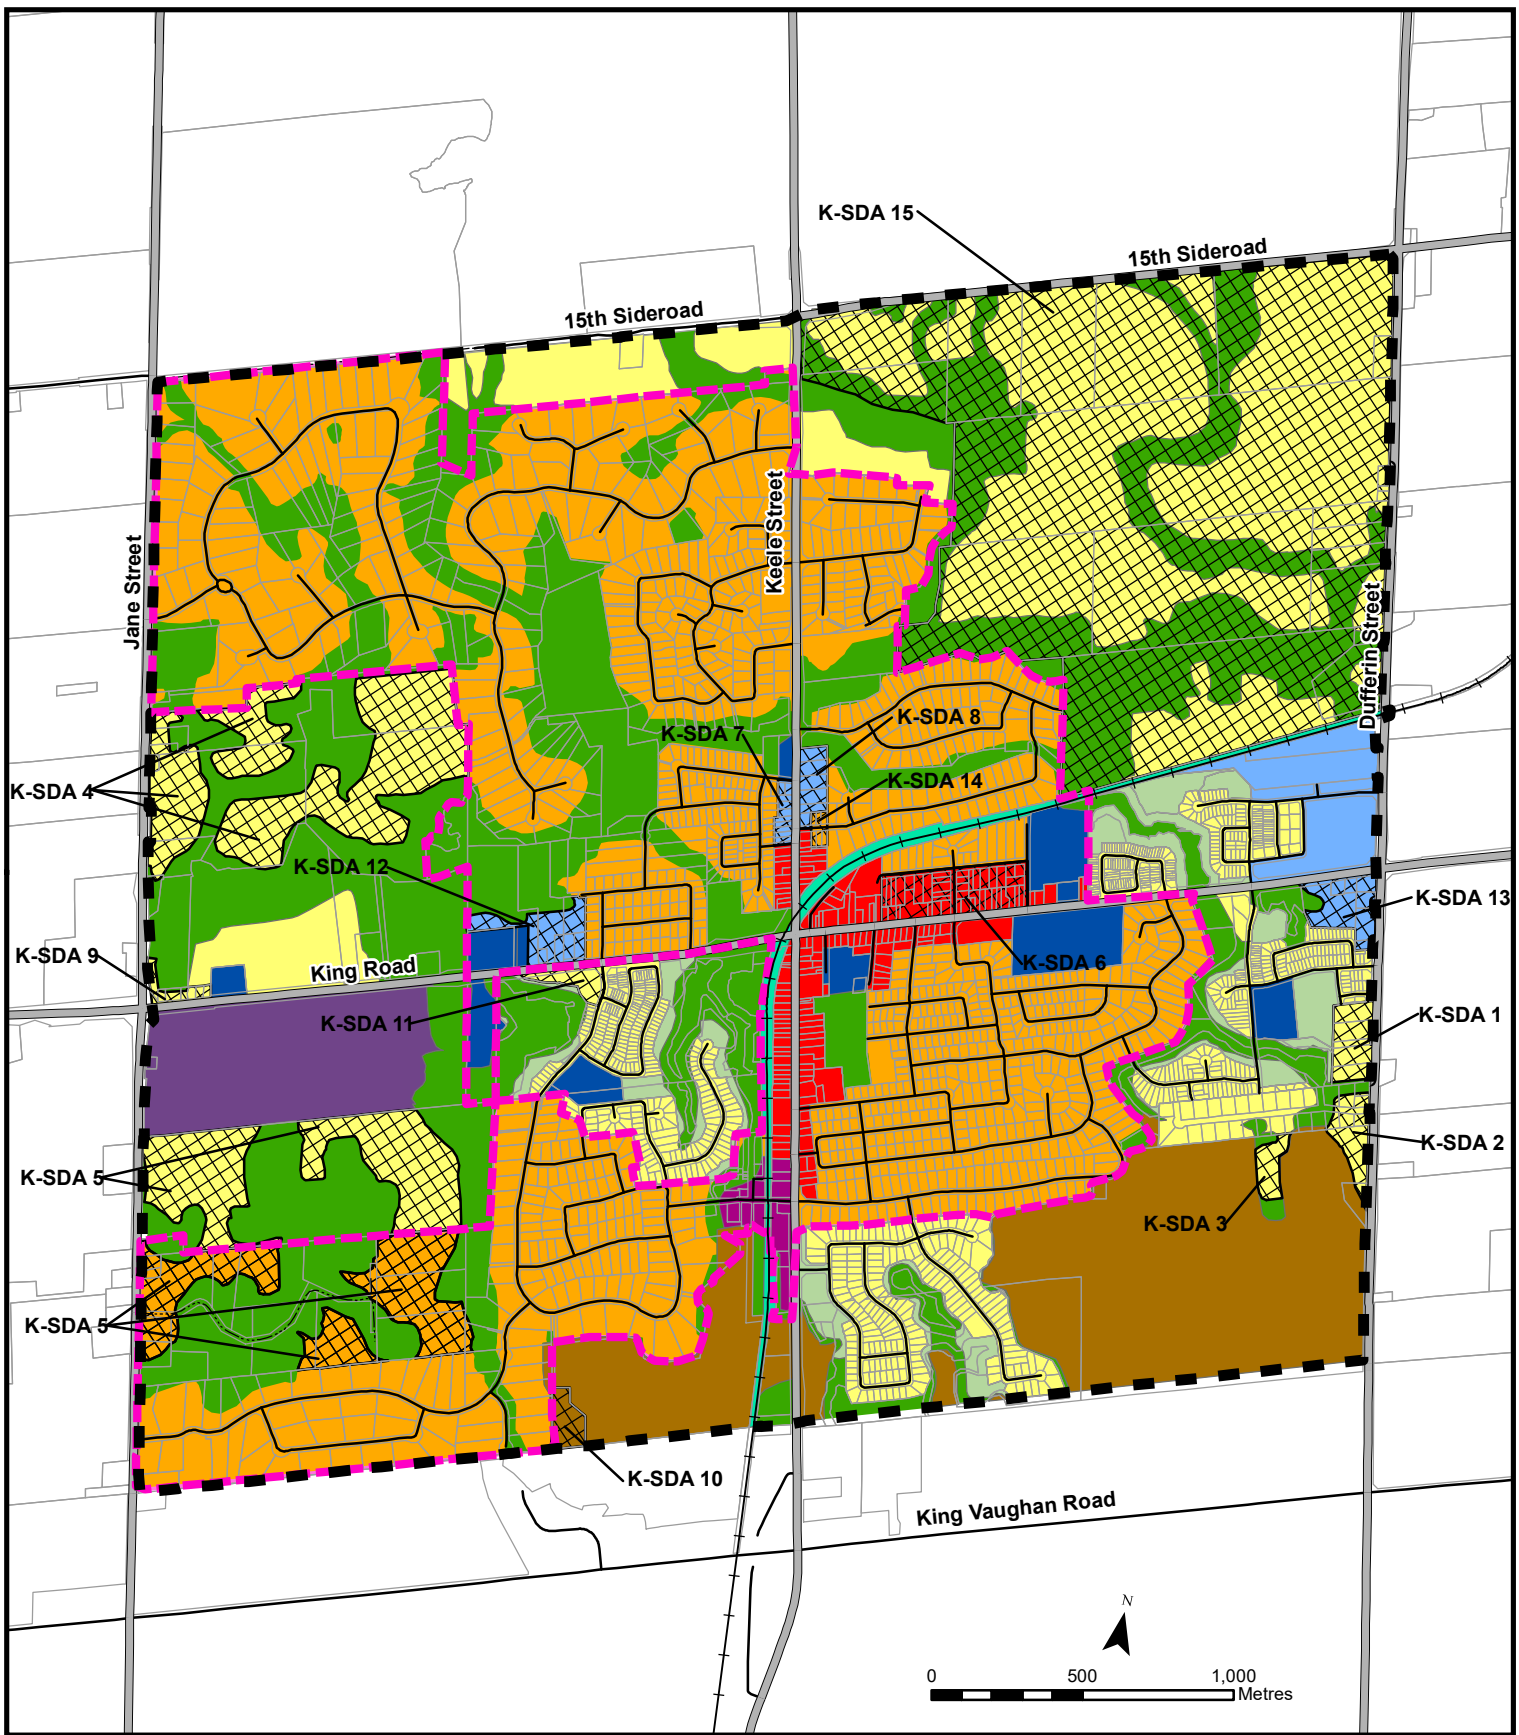 K-SDA 15
15th Sideroad
15th Sideroad
Keele Street
Jane Street
Dufferin Street
K-SDA 8
K-SDA 7
K-SDA 14
K-SDA 4
K-SDA 12
K-SDA 13
K-SDA 9
King Road
K-SDA 6
K-SDA 11
K-SDA 1
K-SDA 2
K-SDA 5
K-SDA 3
K-SDA 5
K-SDA 10
King Vaughan Road
N
0 500 1,000
Metres